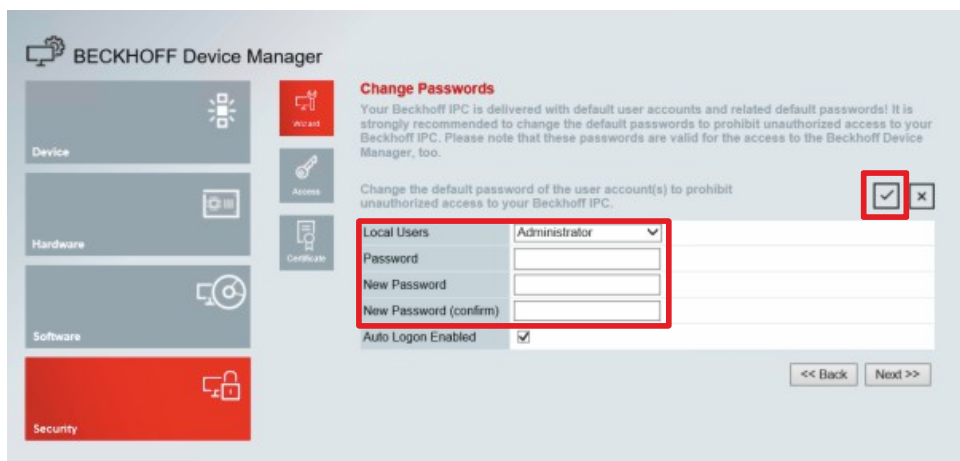 BECKHOFF Device Manager
Device
Hardware
Software
Security
Wizard
Access
Certificate
Change Passwords
Your Beckhoff IPC is delivered with default user accounts and related! default passwords! It is
strongly recommended to change the default passwords to prohibit unauthorized access to your
Beckhoff IPC. Please note that these passwords are valid for the access to the Beckhoff Device
Manager, too.
Change the default password of the user account(s) to prohibit
unauthorized access to your Beckhoff IPC.
Local Users Administrator
Password
New Password
New Password (confirm)
Auto Logon Enabled
<< Back Next >>